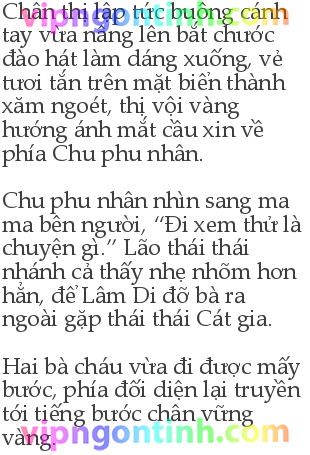 Chân thị lập tức buông cánh
tay vừa nâng lên bắt chước
đào hát làm dáng xuống, vẻ
tươi tắn trên mặt biển thành
xăm ngoét, thị vội vàng
hướng ánh mắt cầu xin về
phía Chu phu nhân.
Chu phu nhân nhìn sang ma
ma bên người, “Đi xem thử là
chuyện gì.” Lão thái thái
nhánh cả thấy nhẹ nhõm hơn
hẳn, để Lâm Di đỡ bà ra
ngoài gặp thái thái Cát gia.
Hai bà cháu vừa đi được mấy
bước, phía đối diện lại truyền
tới tiếng bước chân vững
vàng.
vipngontinh.com
vipngontinh.com